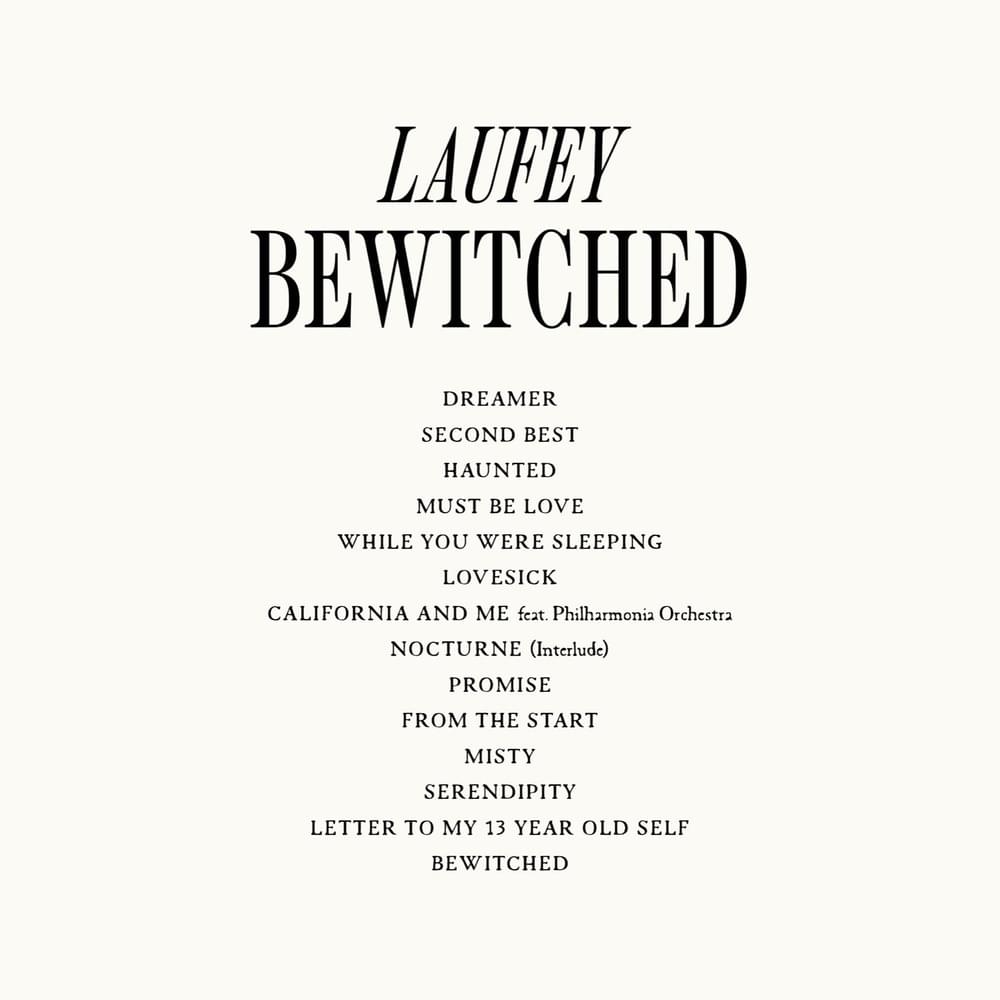 LAUFEY
BEWITCHED
DREAMER
SECOND BEST
HAUNTED
MUST BE LOVE
WHILE YOU WERE SLEEPING
LOVESICK
CALIFORNIA AND ME feat. Philharmonia Orchestra
NOCTURNE (Interlude)
PROMISE
FROM THE START
MISTY
SERENDIPITY
LETTER TO MY 13 YEAR OLD SELF
BEWITCHED